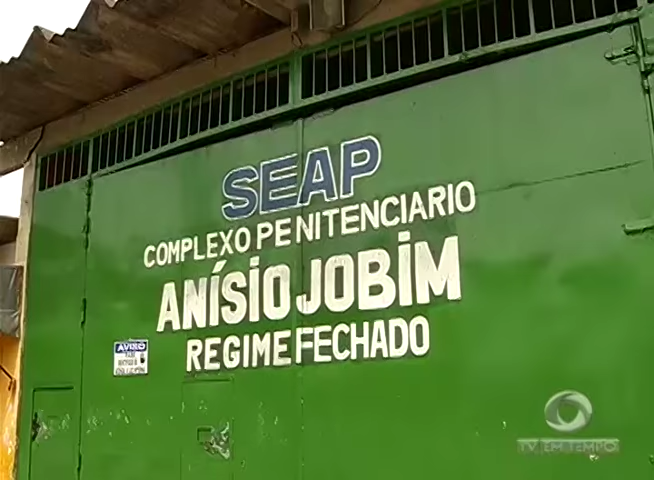 SEAP
COMPLEXO PENITENCIARIO
ANíSiO JOBiM
REGIME FECHADO
AVISO
TV EM TEMPO